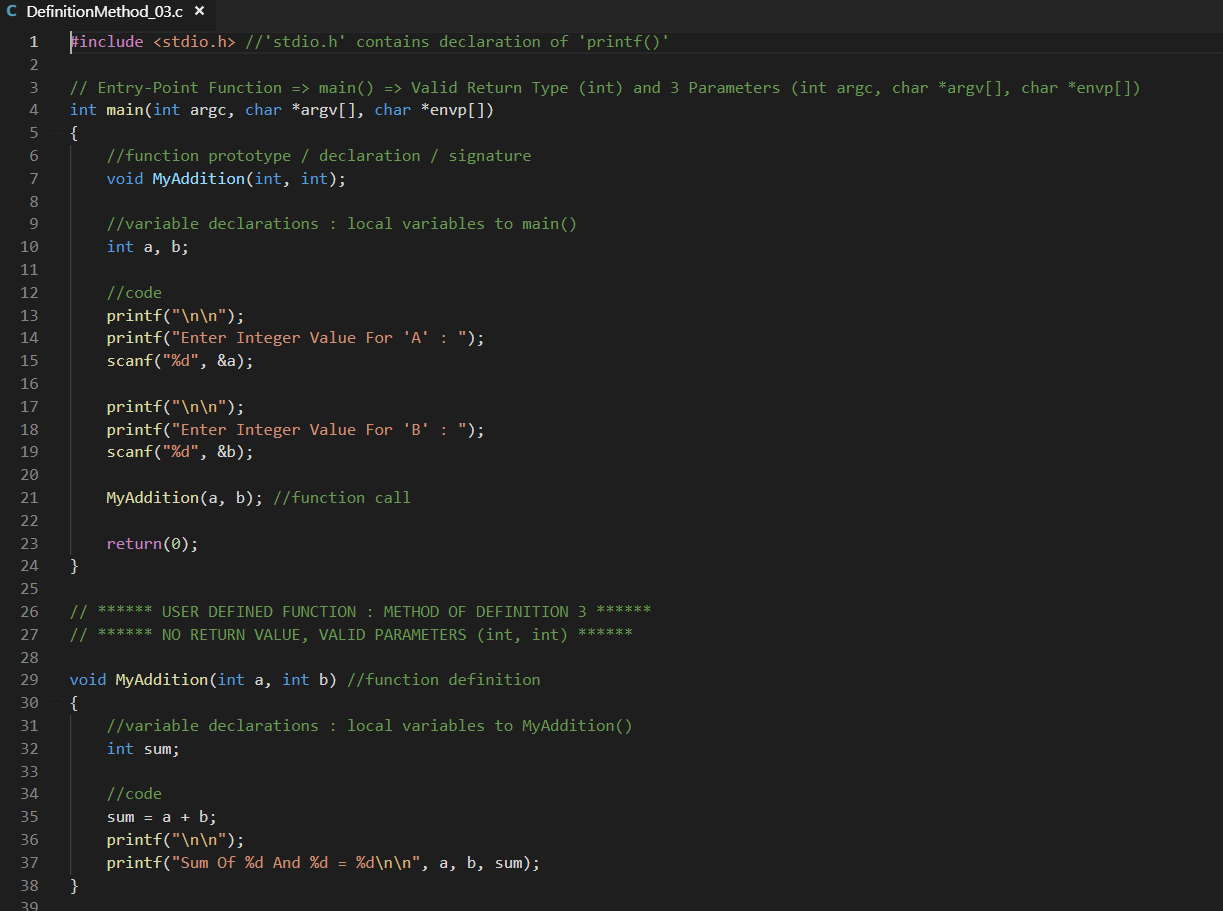 C DefinitionMethod_03.c ×
1 #include <stdio.h> //'stdio.h' contains declaration of 'printf()'
2
3 // Entry-Point Function => main() => Valid Return Type (int) and 3 Parameters (int argc, char *argv[], char *envp[])
4 int main(int argc, char *argv[], char *envp[])
5 {
6     //function prototype / declaration / signature
7     void MyAddition(int, int);
8
9     //variable declarations : local variables to main()
10     int a, b;
11
12     //code
13     printf("\n\n");
14     printf("Enter Integer Value For 'A' : ");
15     scanf("%d", &a);
16
17     printf("\n\n");
18     printf("Enter Integer Value For 'B' : ");
19     scanf("%d", &b);
20
21     MyAddition(a, b); //function call
22
23     return(0);
24 }
25
26 // ****** USER DEFINED FUNCTION : METHOD OF DEFINITION 3 ******
27 // ****** NO RETURN VALUE, VALID PARAMETERS (int, int) ******
28
29 void MyAddition(int a, int b) //function definition
30 {
31     //variable declarations : local variables to MyAddition()
32     int sum;
33
34     //code
35     sum = a + b;
36     printf("\n\n");
37     printf("Sum Of %d And %d = %d\n\n", a, b, sum);
38 }
39